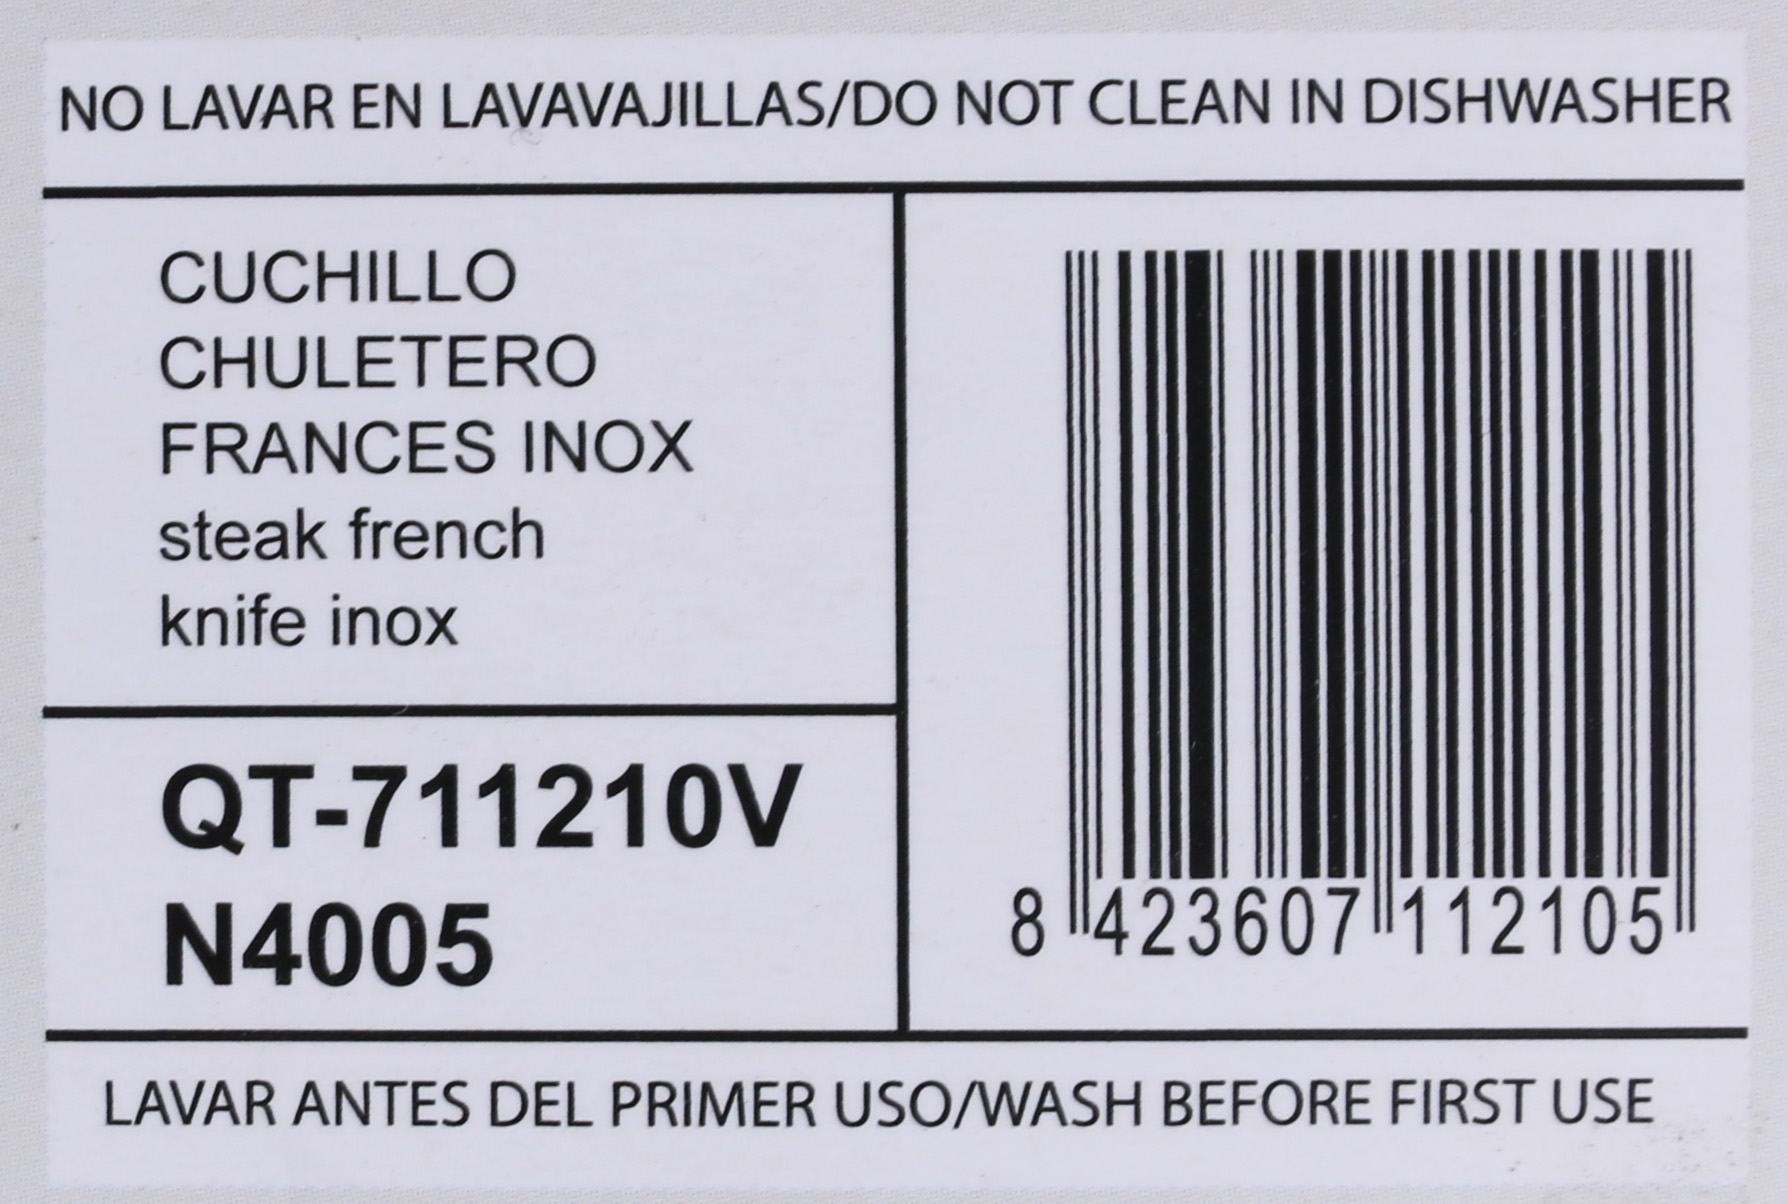 NO LAVAR EN LAVAVAJILLAS/DO NOT CLEAN IN DISHWASHER
CUCHILLO
CHULETERO
FRANCES INOX
steak french
knife inox
QT-711210V
N4005
8 423607 112105
LAVAR ANTES DEL PRIMER USO/WASH BEFORE FIRST USE